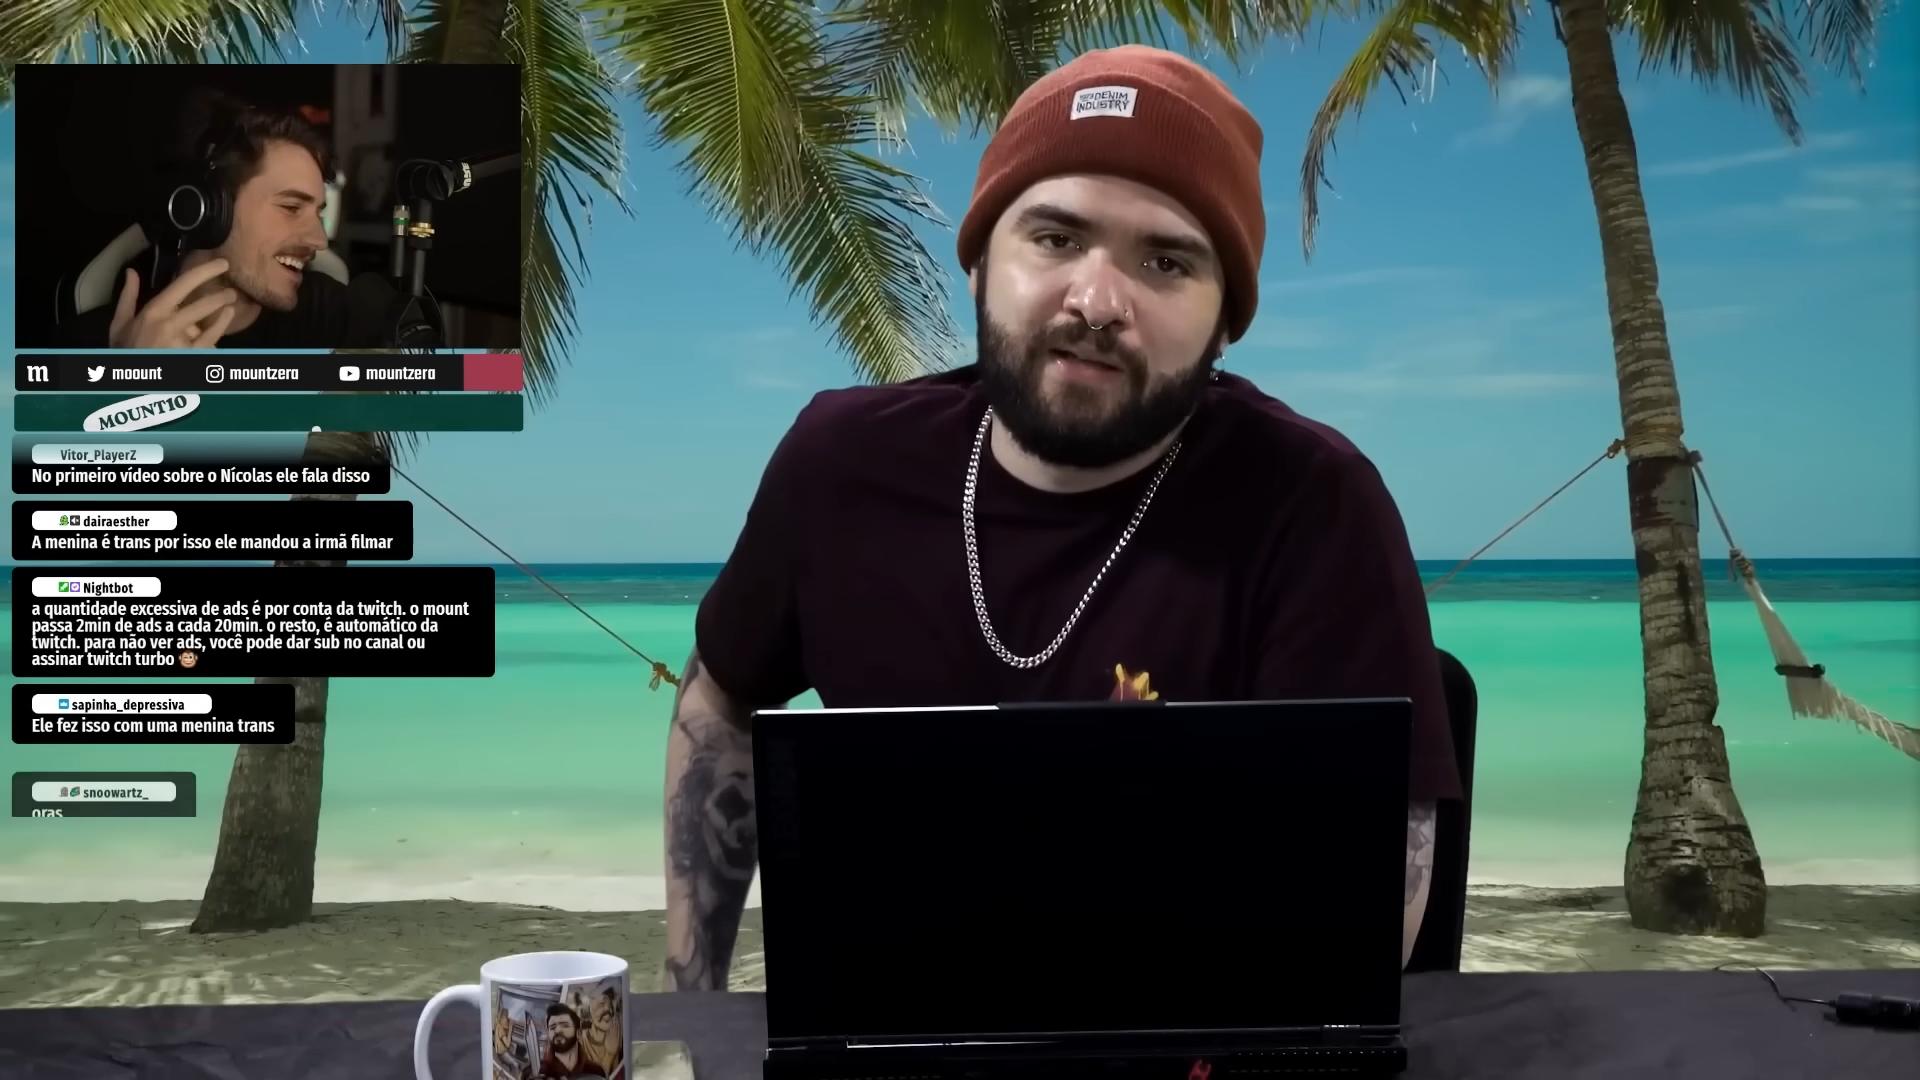 DENIM
INDUSTRY
m moount mountzera mountzera
MOUNT10
Vitor_PlayerZ
No primeiro vídeo sobre o Nícolas ele fala disso
dairaesther
A menina é trans por isso ele mandou a irmã filmar
Nightbot
a quantidade excessiva de ads é por conta da twitch. o mount
passa 2min de ads a cada 20min. o resto, é automático da
twitch. para não ver ads, você pode dar sub no canal ou
assinar twitch turbo
sapinha_depressiva
Ele fez isso com uma menina trans
snoowartz_
oras